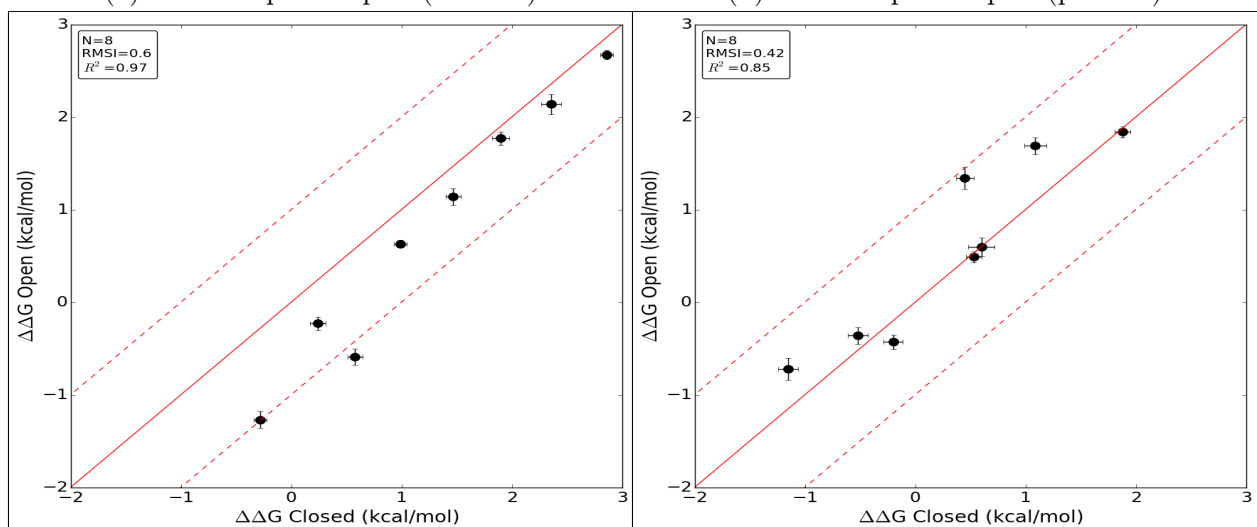 N=8
RMSI=0.6
R² =0.97
3
2
1
0
−1
−2
−2
−1
0
1
2
3
ΔΔG Open (kcal/mol)
ΔΔG Closed (kcal/mol)
N=8
RMSI=0.42
R² =0.85
3
2
1
0
−1
−2
−2
−1
0
1
2
3
ΔΔG Open (kcal/mol)
ΔΔG Closed (kcal/mol)